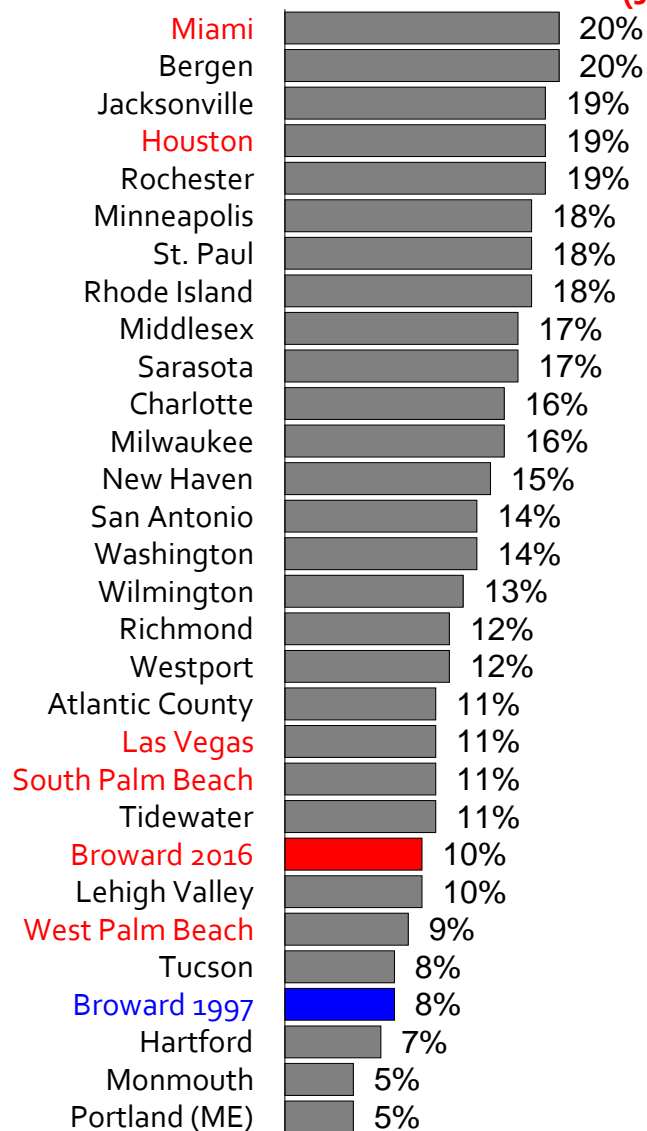 Miami 20%
Bergen 20%
Jacksonville 19%
Houston 19%
Rochester 19%
Minneapolis 18%
St. Paul 18%
Rhode Island 18%
Middlesex 17%
Sarasota 17%
Charlotte 16%
Milwaukee 16%
New Haven 15%
San Antonio 14%
Washington 14%
Wilmington 13%
Richmond 12%
Westport 12%
Atlantic County 11%
Las Vegas 11%
South Palm Beach 11%
Tidewater 11%
Broward 2016 10%
Lehigh Valley 10%
West Palm Beach 9%
Tucson 8%
Broward 1997 8%
Hartford 7%
Monmouth 5%
Portland (ME) 5%